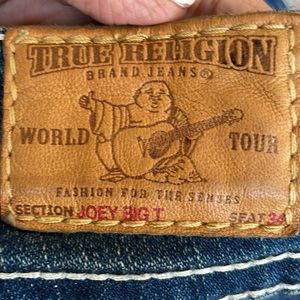 TRUE RELIGION
BRAND JEANS®
WORLD TOUR
FASHION FOR THE SENSES
SECTION JOEY BIG T SEAT 34